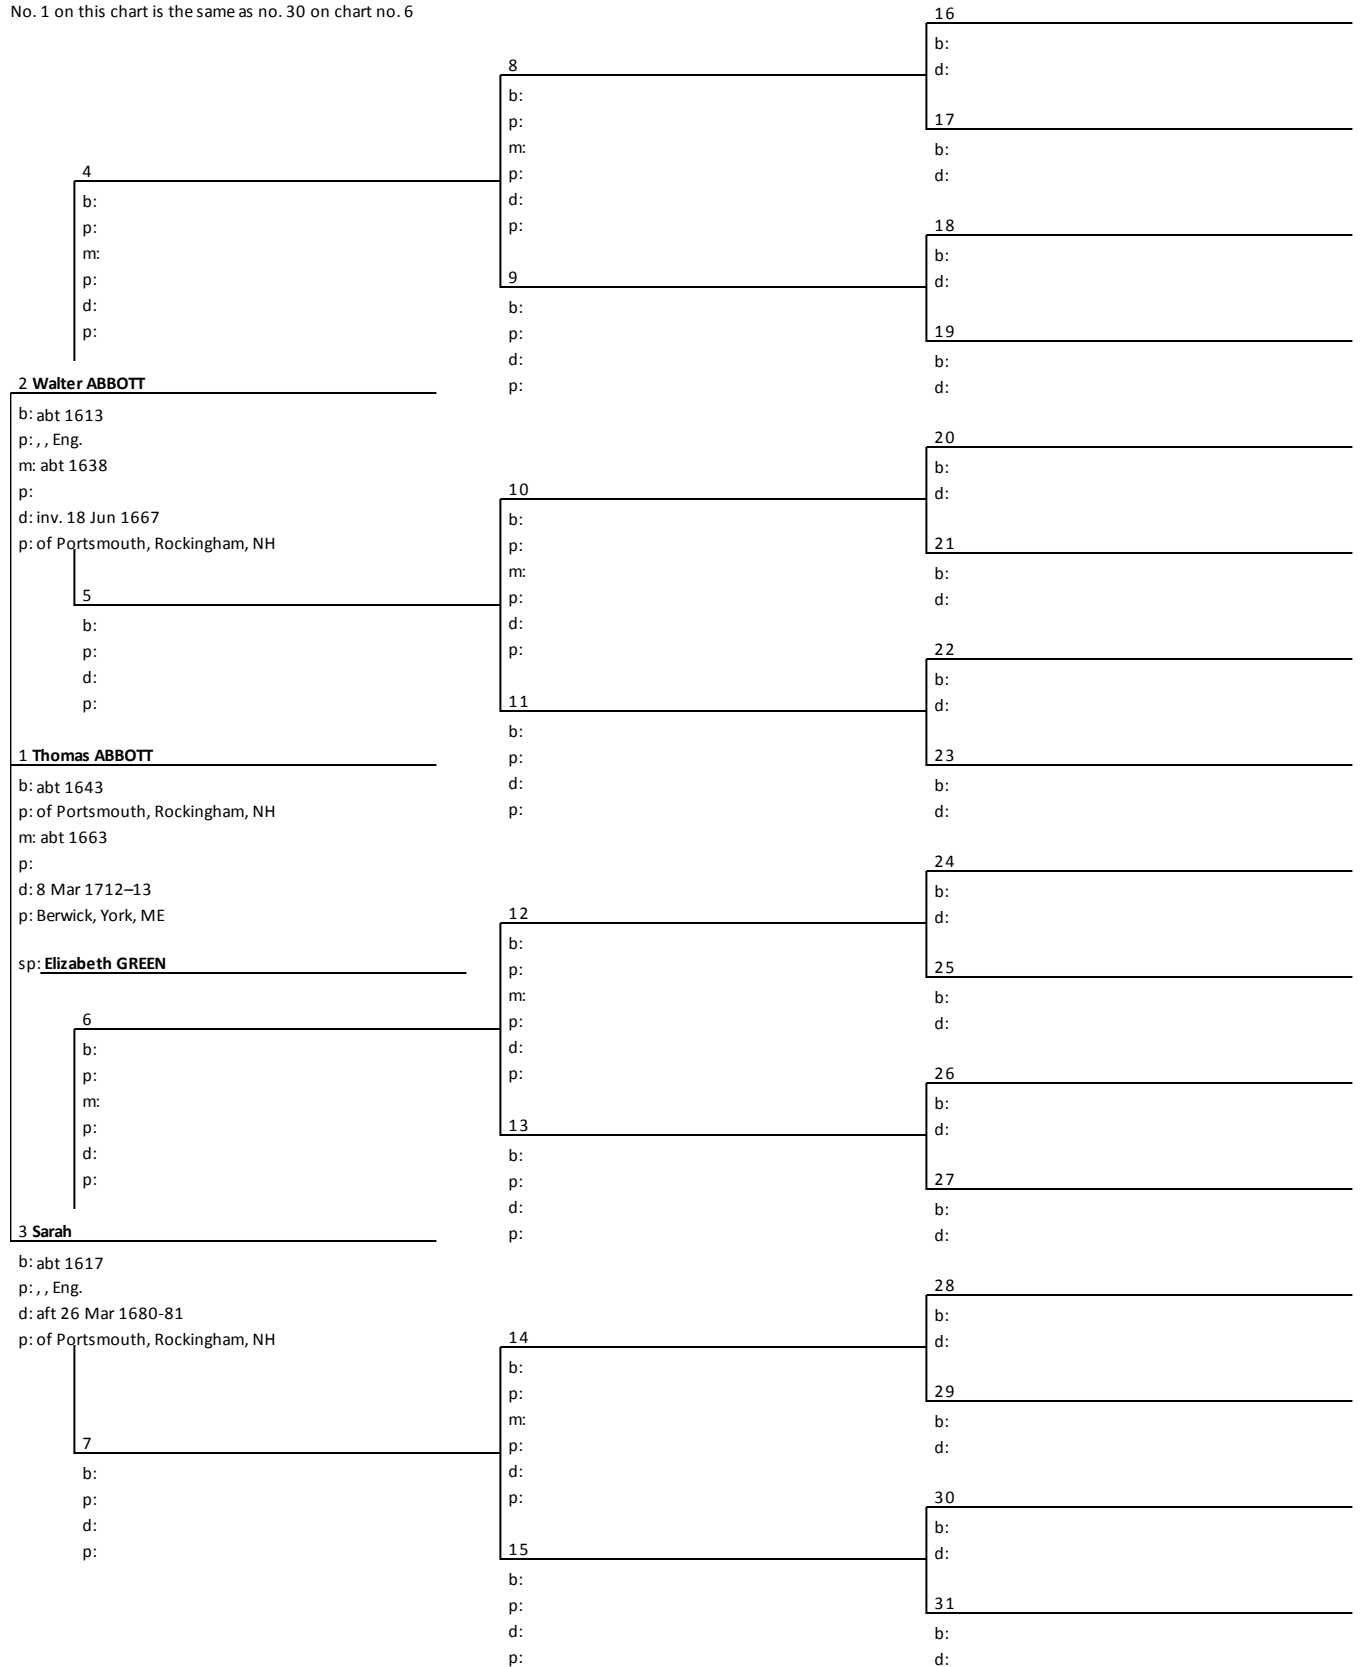 No. 1 on this chart is the same as no. 30 on chart no. 6
16
b:
d:
8
b:
p:
m:
p:
d:
p:
17
b:
d:
4
b:
p:
m:
p:
d:
p:
18
b:
d:
9
b:
p:
d:
p:
19
b:
d:
2 Walter ABBOTT
b: abt 1613
p: , , Eng.
m: abt 1638
p:
d: inv. 18 Jun 1667
p: of Portsmouth, Rockingham, NH
20
b:
d:
10
b:
p:
m:
p:
d:
p:
21
b:
d:
5
b:
p:
d:
p:
22
b:
d:
11
b:
p:
d:
p:
23
b:
d:
1 Thomas ABBOTT
b: abt 1643
p: of Portsmouth, Rockingham, NH
m: abt 1663
p:
d: 8 Mar 1712–13
p: Berwick, York, ME
sp: Elizabeth GREEN
24
b:
d:
12
b:
p:
m:
p:
d:
p:
25
b:
d:
6
b:
p:
m:
p:
d:
p:
26
b:
d:
13
b:
p:
d:
p:
27
b:
d:
3 Sarah
b: abt 1617
p: , , Eng.
d: aft 26 Mar 1680-81
p: of Portsmouth, Rockingham, NH
28
b:
d:
14
b:
p:
m:
p:
d:
p:
29
b:
d:
7
b:
p:
d:
p:
30
b:
d:
15
b:
p:
d:
p:
31
b:
d: